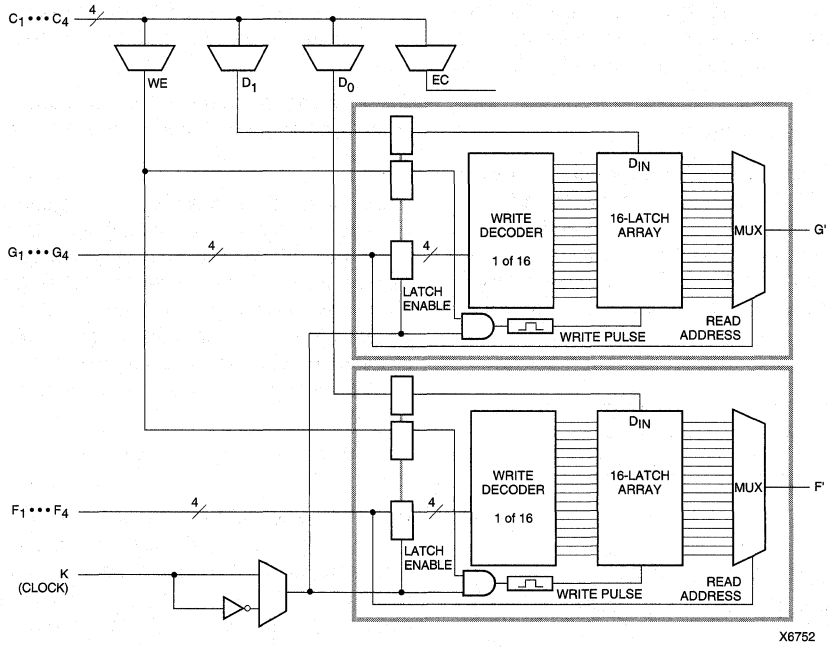 C1 ••• C4 4
WE D1 D0 EC
DIN
WRITE DECODER 1 of 16
16-LATCH ARRAY
MUX
G'
G1 ••• G4 4 4
LATCH ENABLE
WRITE PULSE
READ ADDRESS
DIN
WRITE DECODER 1 of 16
16-LATCH ARRAY
MUX
F'
F1 ••• F4 4 4
LATCH ENABLE
K
(CLOCK)
WRITE PULSE
READ ADDRESS
X6752